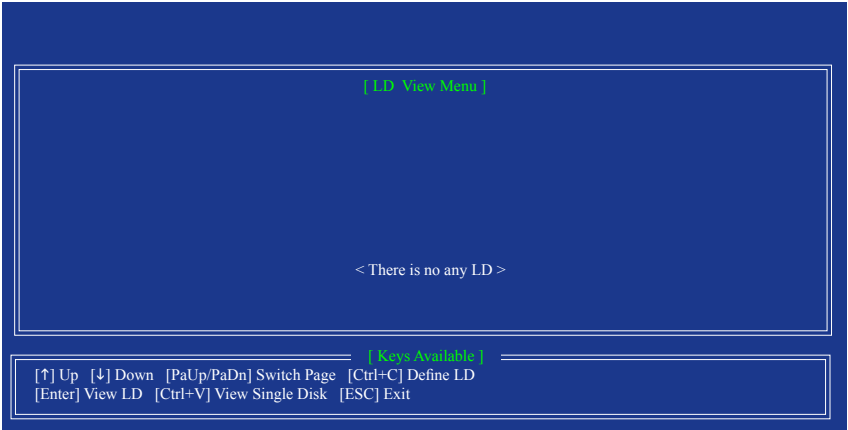 [ LD  View Menu ]
< There is no any LD >
[ Keys Available ]
[↑] Up   [↓] Down   [PaUp/PaDn] Switch Page   [Ctrl+C] Define LD
[Enter] View LD   [Ctrl+V] View Single Disk   [ESC] Exit